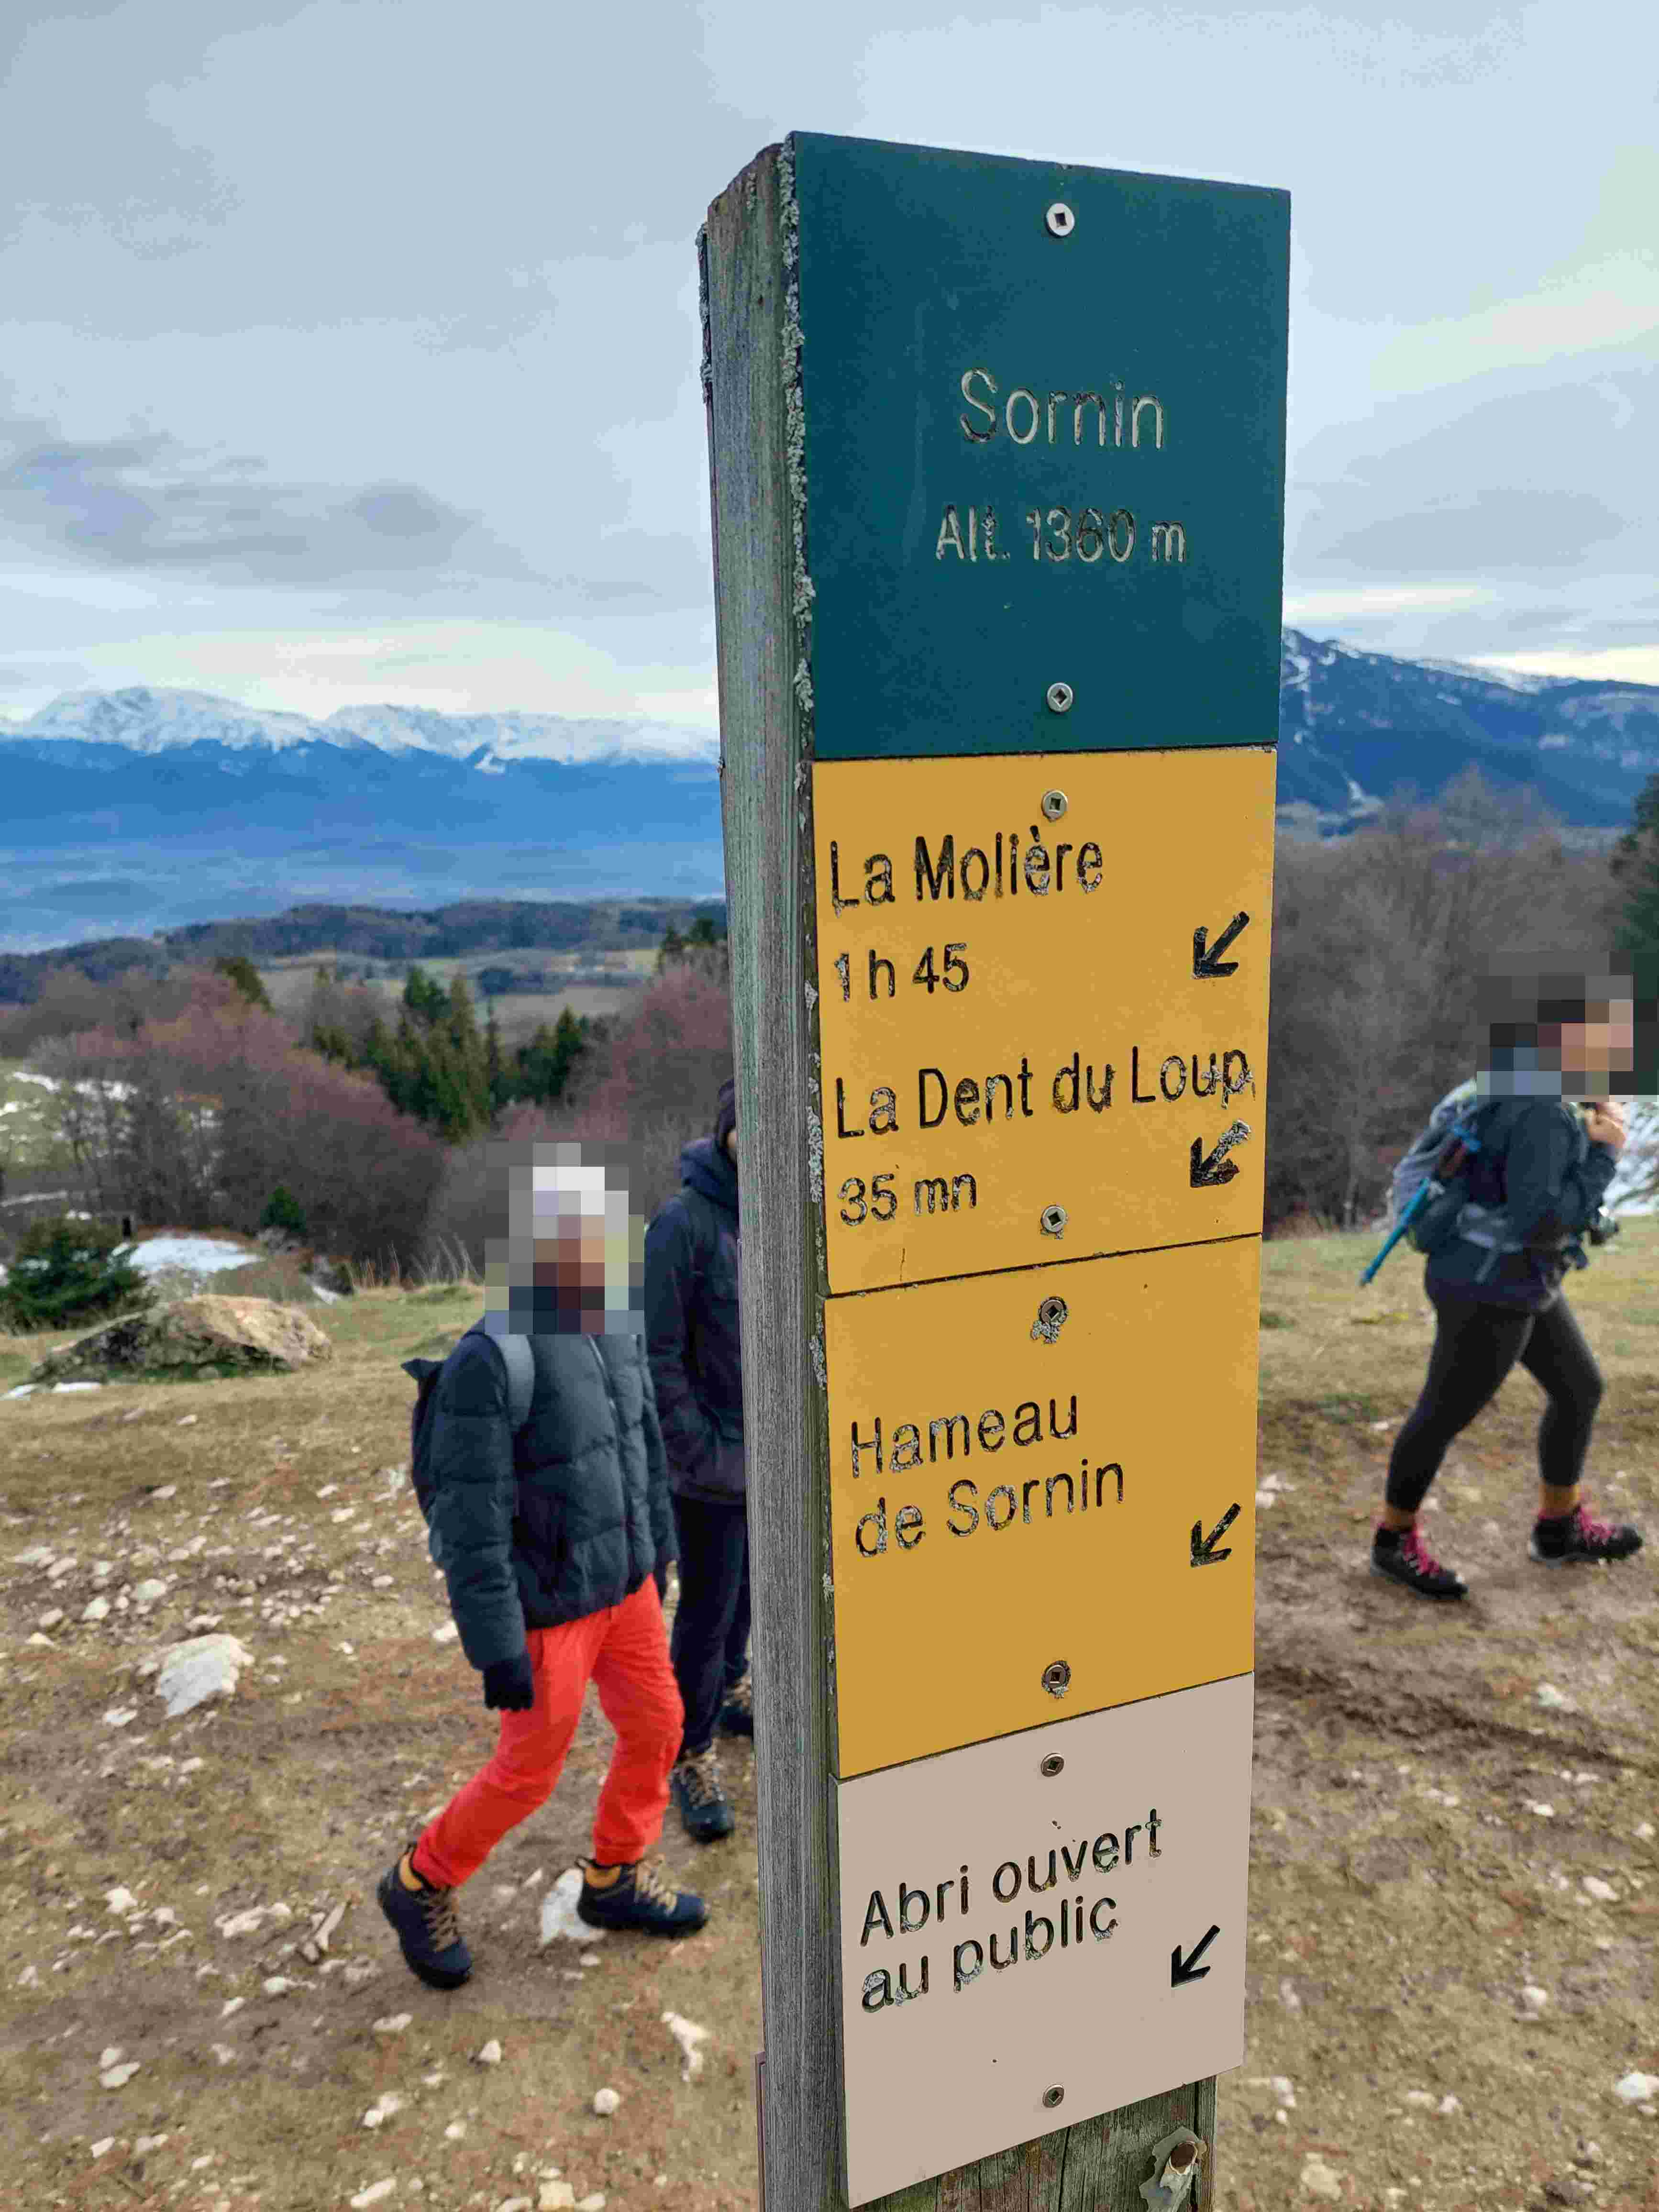 Sornin
Alt. 1360 m
La Molière
1 h 45
La Dent du Loup
35 mn
Hameau
de Sornin
Abri ouvert
au public